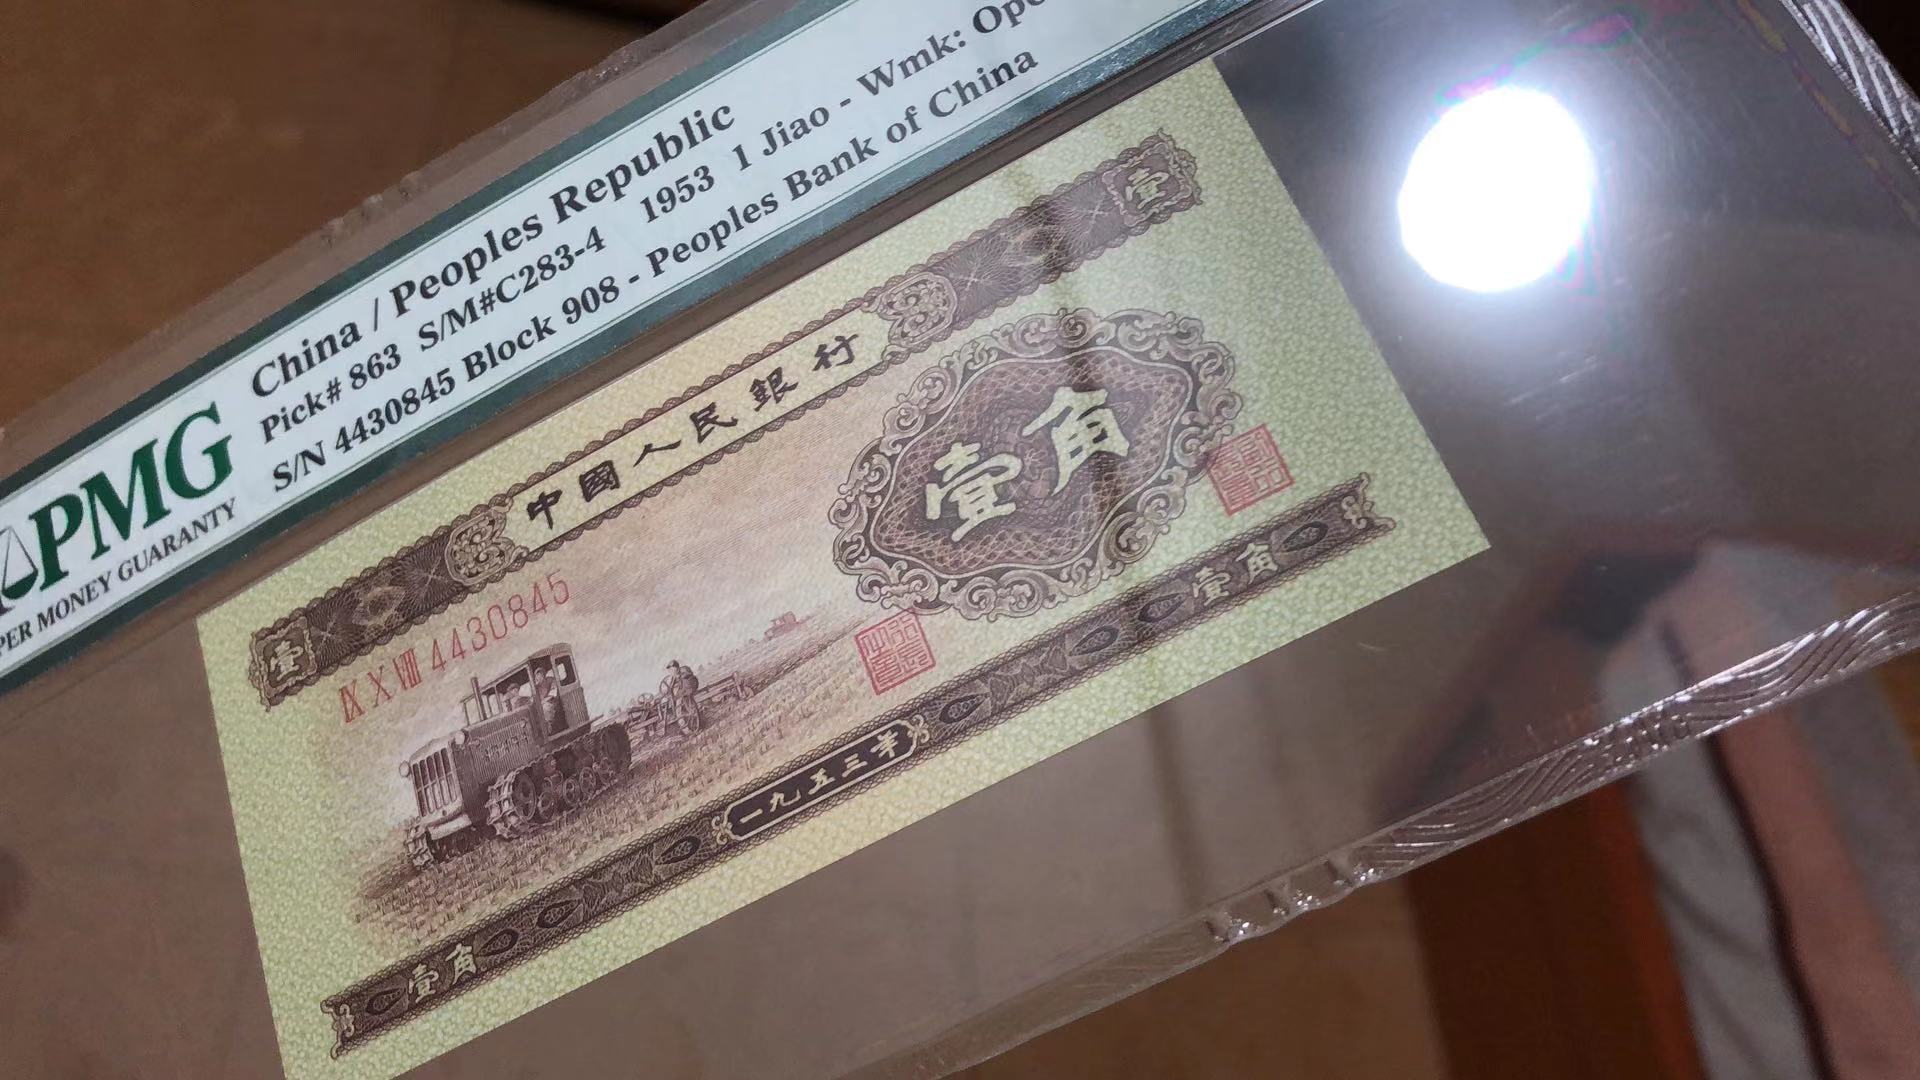 China / Peoples Republic
Pick# 863 S/M#C283-4 1953 1 Jiao - Wmk: Ope
S/N 4430845 Block 908 - Peoples Bank of China
PMG
PER MONEY GUARANTY
壹
中國人民銀行
壹
壹角
ⅨⅩⅧ 4430845
一九五三年
壹角
壹角